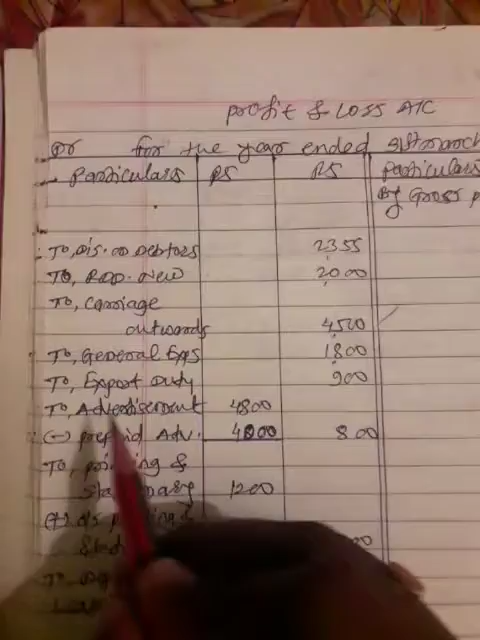 Profit & Loss A/C
Dr for the year ended 31st march
Particulars RS RS Particulars
By Gross P
To, Dis. on Debtors 2355
To, RDD. New 2000
To, Carriage
outwards 4500
To, General Exps 1800
To, Export Duty 900
To, Advertisement 4800
(-) prepaid Adv. 4000 800
To, printing &
Stationary 1200
(+) o/s printing &